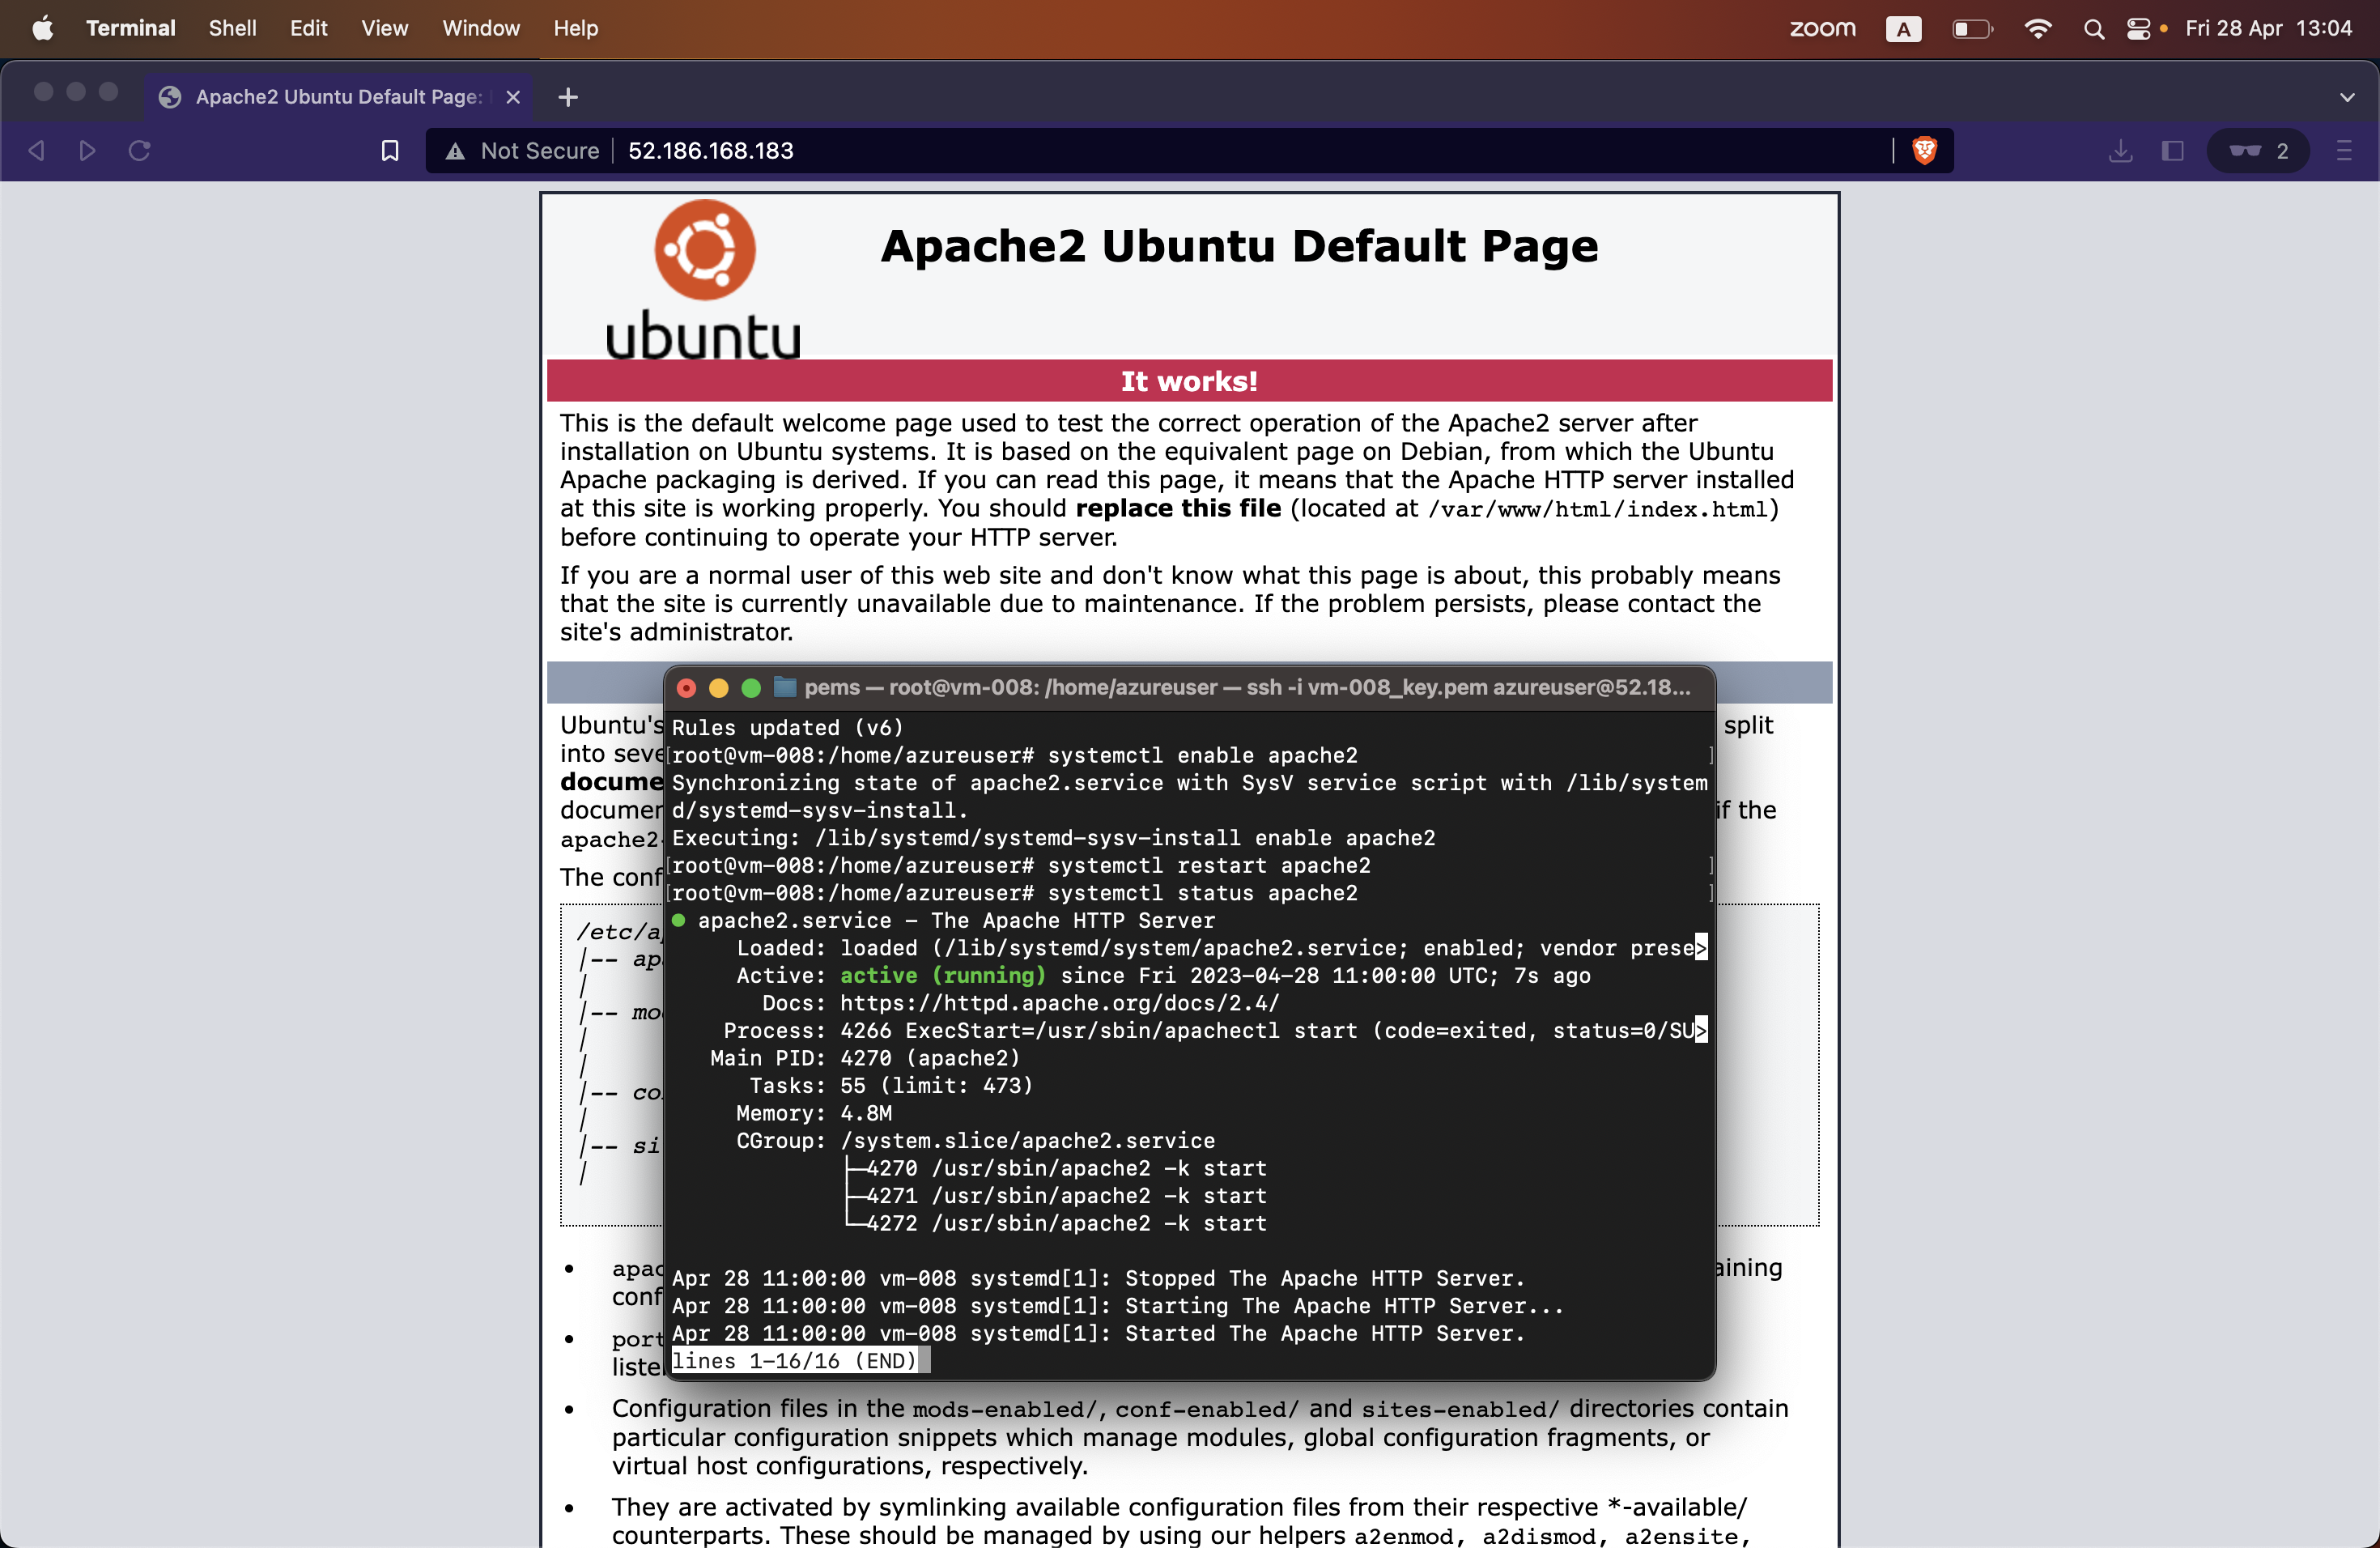 Terminal Shell Edit View Window Help zoom A Fri 28 Apr 13:04
Apache2 Ubuntu Default Page:
Not Secure 52.186.168.183 2
Apache2 Ubuntu Default Page
ubuntu
It works!
This is the default welcome page used to test the correct operation of the Apache2 server after
installation on Ubuntu systems. It is based on the equivalent page on Debian, from which the Ubuntu
Apache packaging is derived. If you can read this page, it means that the Apache HTTP server installed
at this site is working properly. You should replace this file (located at /var/www/html/index.html)
before continuing to operate your HTTP server.
If you are a normal user of this web site and don't know what this page is about, this probably means
that the site is currently unavailable due to maintenance. If the problem persists, please contact the
site's administrator.
Ubuntu's split
into seve
docume
documen if the
apache2-
The conf
/etc/ap
|-- apa
|
|-- mod
|
|
|-- con
|
|-- si
|
apac aining
conf
port
liste
pems — root@vm-008: /home/azureuser — ssh -i vm-008_key.pem azureuser@52.18...
Rules updated (v6)
[root@vm-008:/home/azureuser# systemctl enable apache2 ]
Synchronizing state of apache2.service with SysV service script with /lib/system
d/systemd-sysv-install.
Executing: /lib/systemd/systemd-sysv-install enable apache2
[root@vm-008:/home/azureuser# systemctl restart apache2 ]
[root@vm-008:/home/azureuser# systemctl status apache2 ]
● apache2.service - The Apache HTTP Server
Loaded: loaded (/lib/systemd/system/apache2.service; enabled; vendor prese>
Active: active (running) since Fri 2023-04-28 11:00:00 UTC; 7s ago
Docs: https://httpd.apache.org/docs/2.4/
Process: 4266 ExecStart=/usr/sbin/apachectl start (code=exited, status=0/SU>
Main PID: 4270 (apache2)
Tasks: 55 (limit: 473)
Memory: 4.8M
CGroup: /system.slice/apache2.service
├─4270 /usr/sbin/apache2 -k start
├─4271 /usr/sbin/apache2 -k start
└─4272 /usr/sbin/apache2 -k start
Apr 28 11:00:00 vm-008 systemd[1]: Stopped The Apache HTTP Server.
Apr 28 11:00:00 vm-008 systemd[1]: Starting The Apache HTTP Server...
Apr 28 11:00:00 vm-008 systemd[1]: Started The Apache HTTP Server.
lines 1-16/16 (END)
• Configuration files in the mods-enabled/, conf-enabled/ and sites-enabled/ directories contain
particular configuration snippets which manage modules, global configuration fragments, or
virtual host configurations, respectively.
• They are activated by symlinking available configuration files from their respective *-available/
counterparts. These should be managed by using our helpers a2enmod, a2dismod, a2ensite,